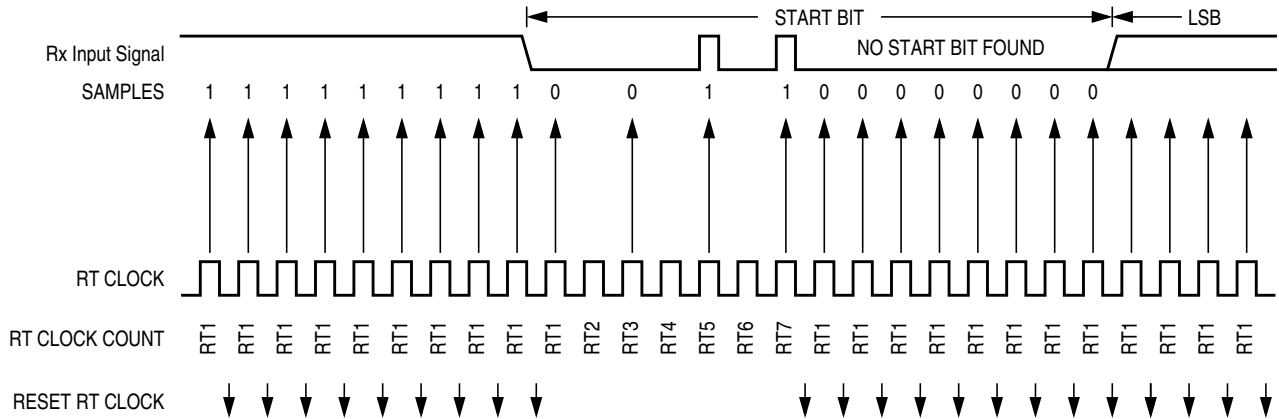 START BIT LSB
Rx Input Signal NO START BIT FOUND
SAMPLES 1 1 1 1 1 1 1 1 1 0 0 1 1 0 0 0 0 0 0 0 0
RT CLOCK
RT CLOCK COUNT RT1 RT1 RT1 RT1 RT1 RT1 RT1 RT1 RT1 RT1 RT2 RT3 RT4 RT5 RT6 RT7 RT1 RT1 RT1 RT1 RT1 RT1 RT1 RT1 RT1 RT1 RT1 RT1
RESET RT CLOCK